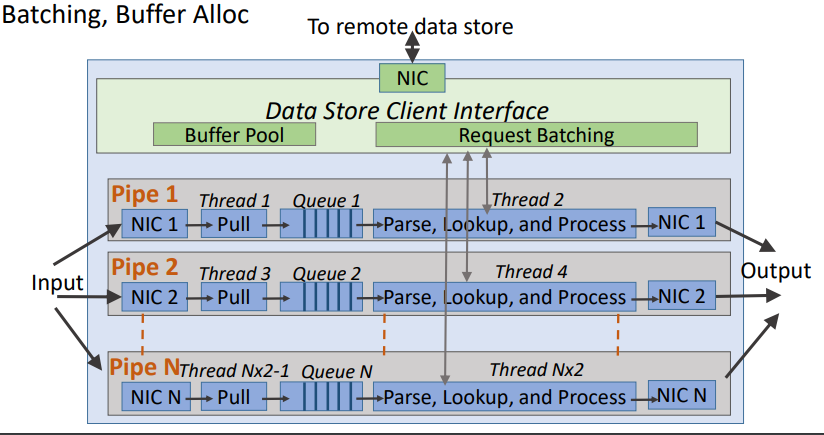 Batching, Buffer Alloc
To remote data store
NIC
Data Store Client Interface
Buffer Pool
Request Batching
Pipe 1
Thread 1
Queue 1
Thread 2
NIC 1
Pull
Parse, Lookup, and Process
NIC 1
Pipe 2
Thread 3
Queue 2
Thread 4
Input
NIC 2
Pull
Parse, Lookup, and Process
NIC 2
Output
Pipe N
Thread Nx2-1
Queue N
Thread Nx2
NIC N
Pull
Parse, Lookup, and Process
NIC N